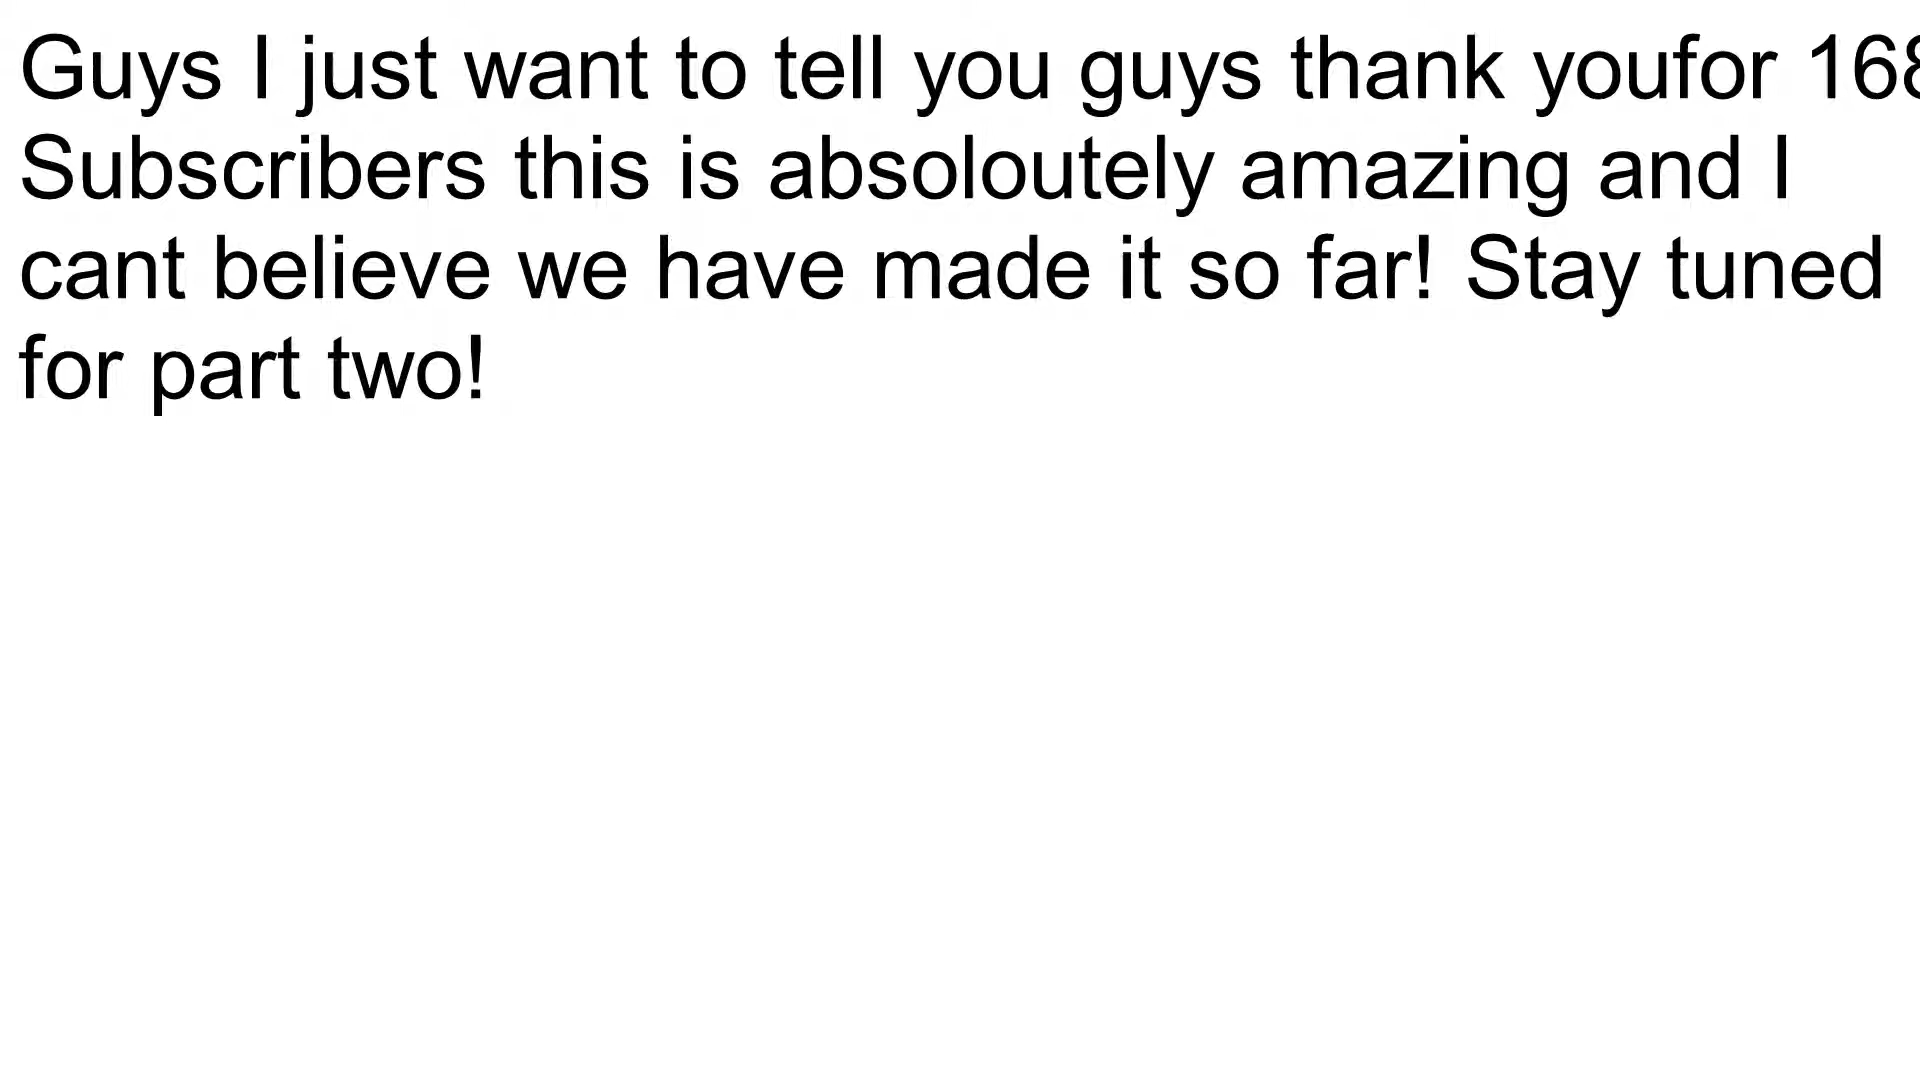 Guys I just want to tell you guys thank youfor 168
Subscribers this is absoloutely amazing and I
cant believe we have made it so far! Stay tuned
for part two!